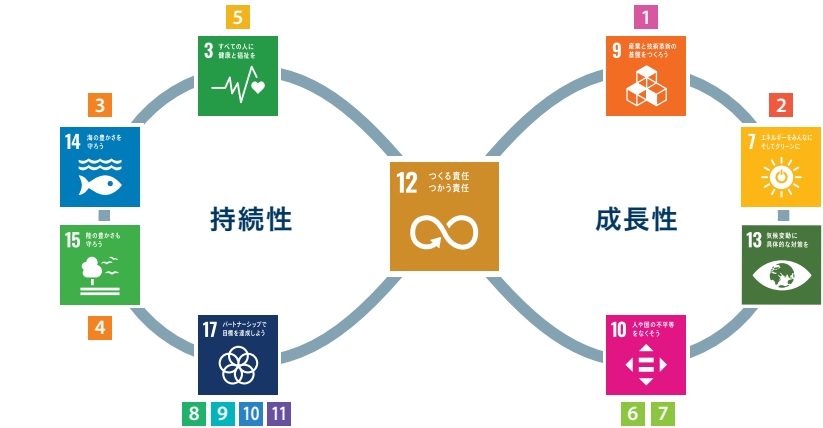 5
3 すべての人に
健康と福祉を
1
9 産業と技術革新の
基盤をつくろう
3
14 海の豊かさを
守ろう
2
7 エネルギーをみんなに
そしてクリーンに
12 つくる責任
つかう責任
持続性
成長性
15 陸の豊かさも
守ろう
13 気候変動に
具体的な対策を
4
17 パートナーシップで
目標を達成しよう
10 人や国の不平等
をなくそう
8 9 10 11
6 7